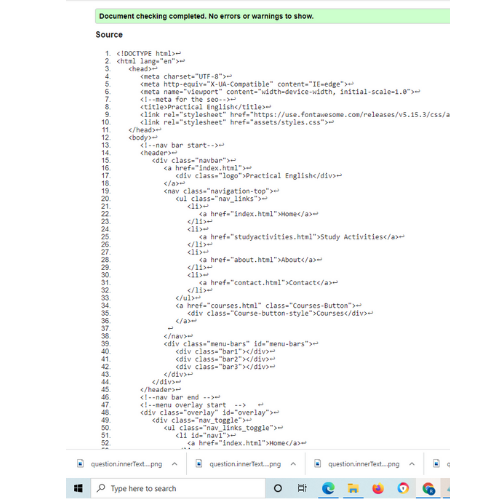 Document checking completed. No errors or warnings to show.
Source
1. <!DOCTYPE html>↩
2. <html lang="en">↩
3. <head>↩
4. <meta charset="UTF-8">↩
5. <meta http-equiv="X-UA-Compatible" content="IE=edge">↩
6. <meta name="viewport" content="width=device-width, initial-scale=1.0">↩
7. <!--meta for the seo-->↩
8. <title>Practical English</title>↩
9. <link rel="stylesheet" href="https://use.fontawesome.com/releases/v5.15.3/css/a
10. <link rel="stylesheet" href="assets/styles.css">↩
11. </head>↩
12. <body>↩
13. <!--nav bar start-->↩
14. <header>↩
15. <div class="navbar">↩
16. <a href="index.html">↩
17. <div class="logo">Practical English</div>↩
18. </a>↩
19. <nav class="navigation-top">↩
20. <ul class="nav_links">↩
21. <li>↩
22. <a href="index.html">Home</a>↩
23. </li>↩
24. <li>↩
25. <a href="studyactivities.html">Study Activities</a>↩
26. </li>↩
27. <li>↩
28. <a href="about.html">About</a>↩
29. </li>↩
30. <li>↩
31. <a href="contact.html">Contact</a>↩
32. </li>↩
33. </ul>↩
34. <a href="courses.html" class="Courses-Button">↩
35. <div class="Course-button-style">Courses</div>↩
36. </a>↩
37. ↩
38. </nav>↩
39. <div class="menu-bars" id="menu-bars">↩
40. <div class="bar1"></div>↩
41. <div class="bar2"></div>↩
42. <div class="bar3"></div>↩
43. </div>↩
44. </div>↩
45. </header>↩
46. <!--nav bar end -->↩
47. <!--menu overlay start --> ↩
48. <div class="overlay" id="overlay">↩
49. <div class="nav_toggle">↩
50. <ul class="nav_links_toggle">↩
51. <li id="nav1">↩
52. <a href="index.html">Home</a>↩
question.innerText....png
question.innerText....png
question.innerText....png
Type here to search